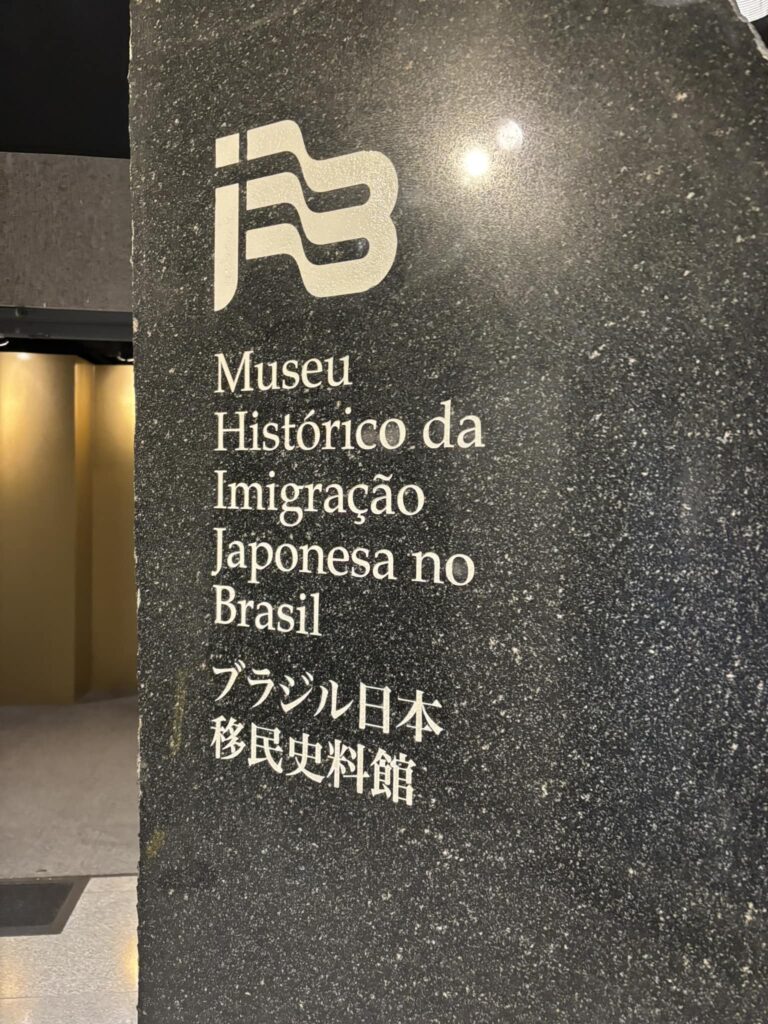 Museu
Histórico da
Imigração
Japonesa no
Brasil
ブラジル日本
移民史料館